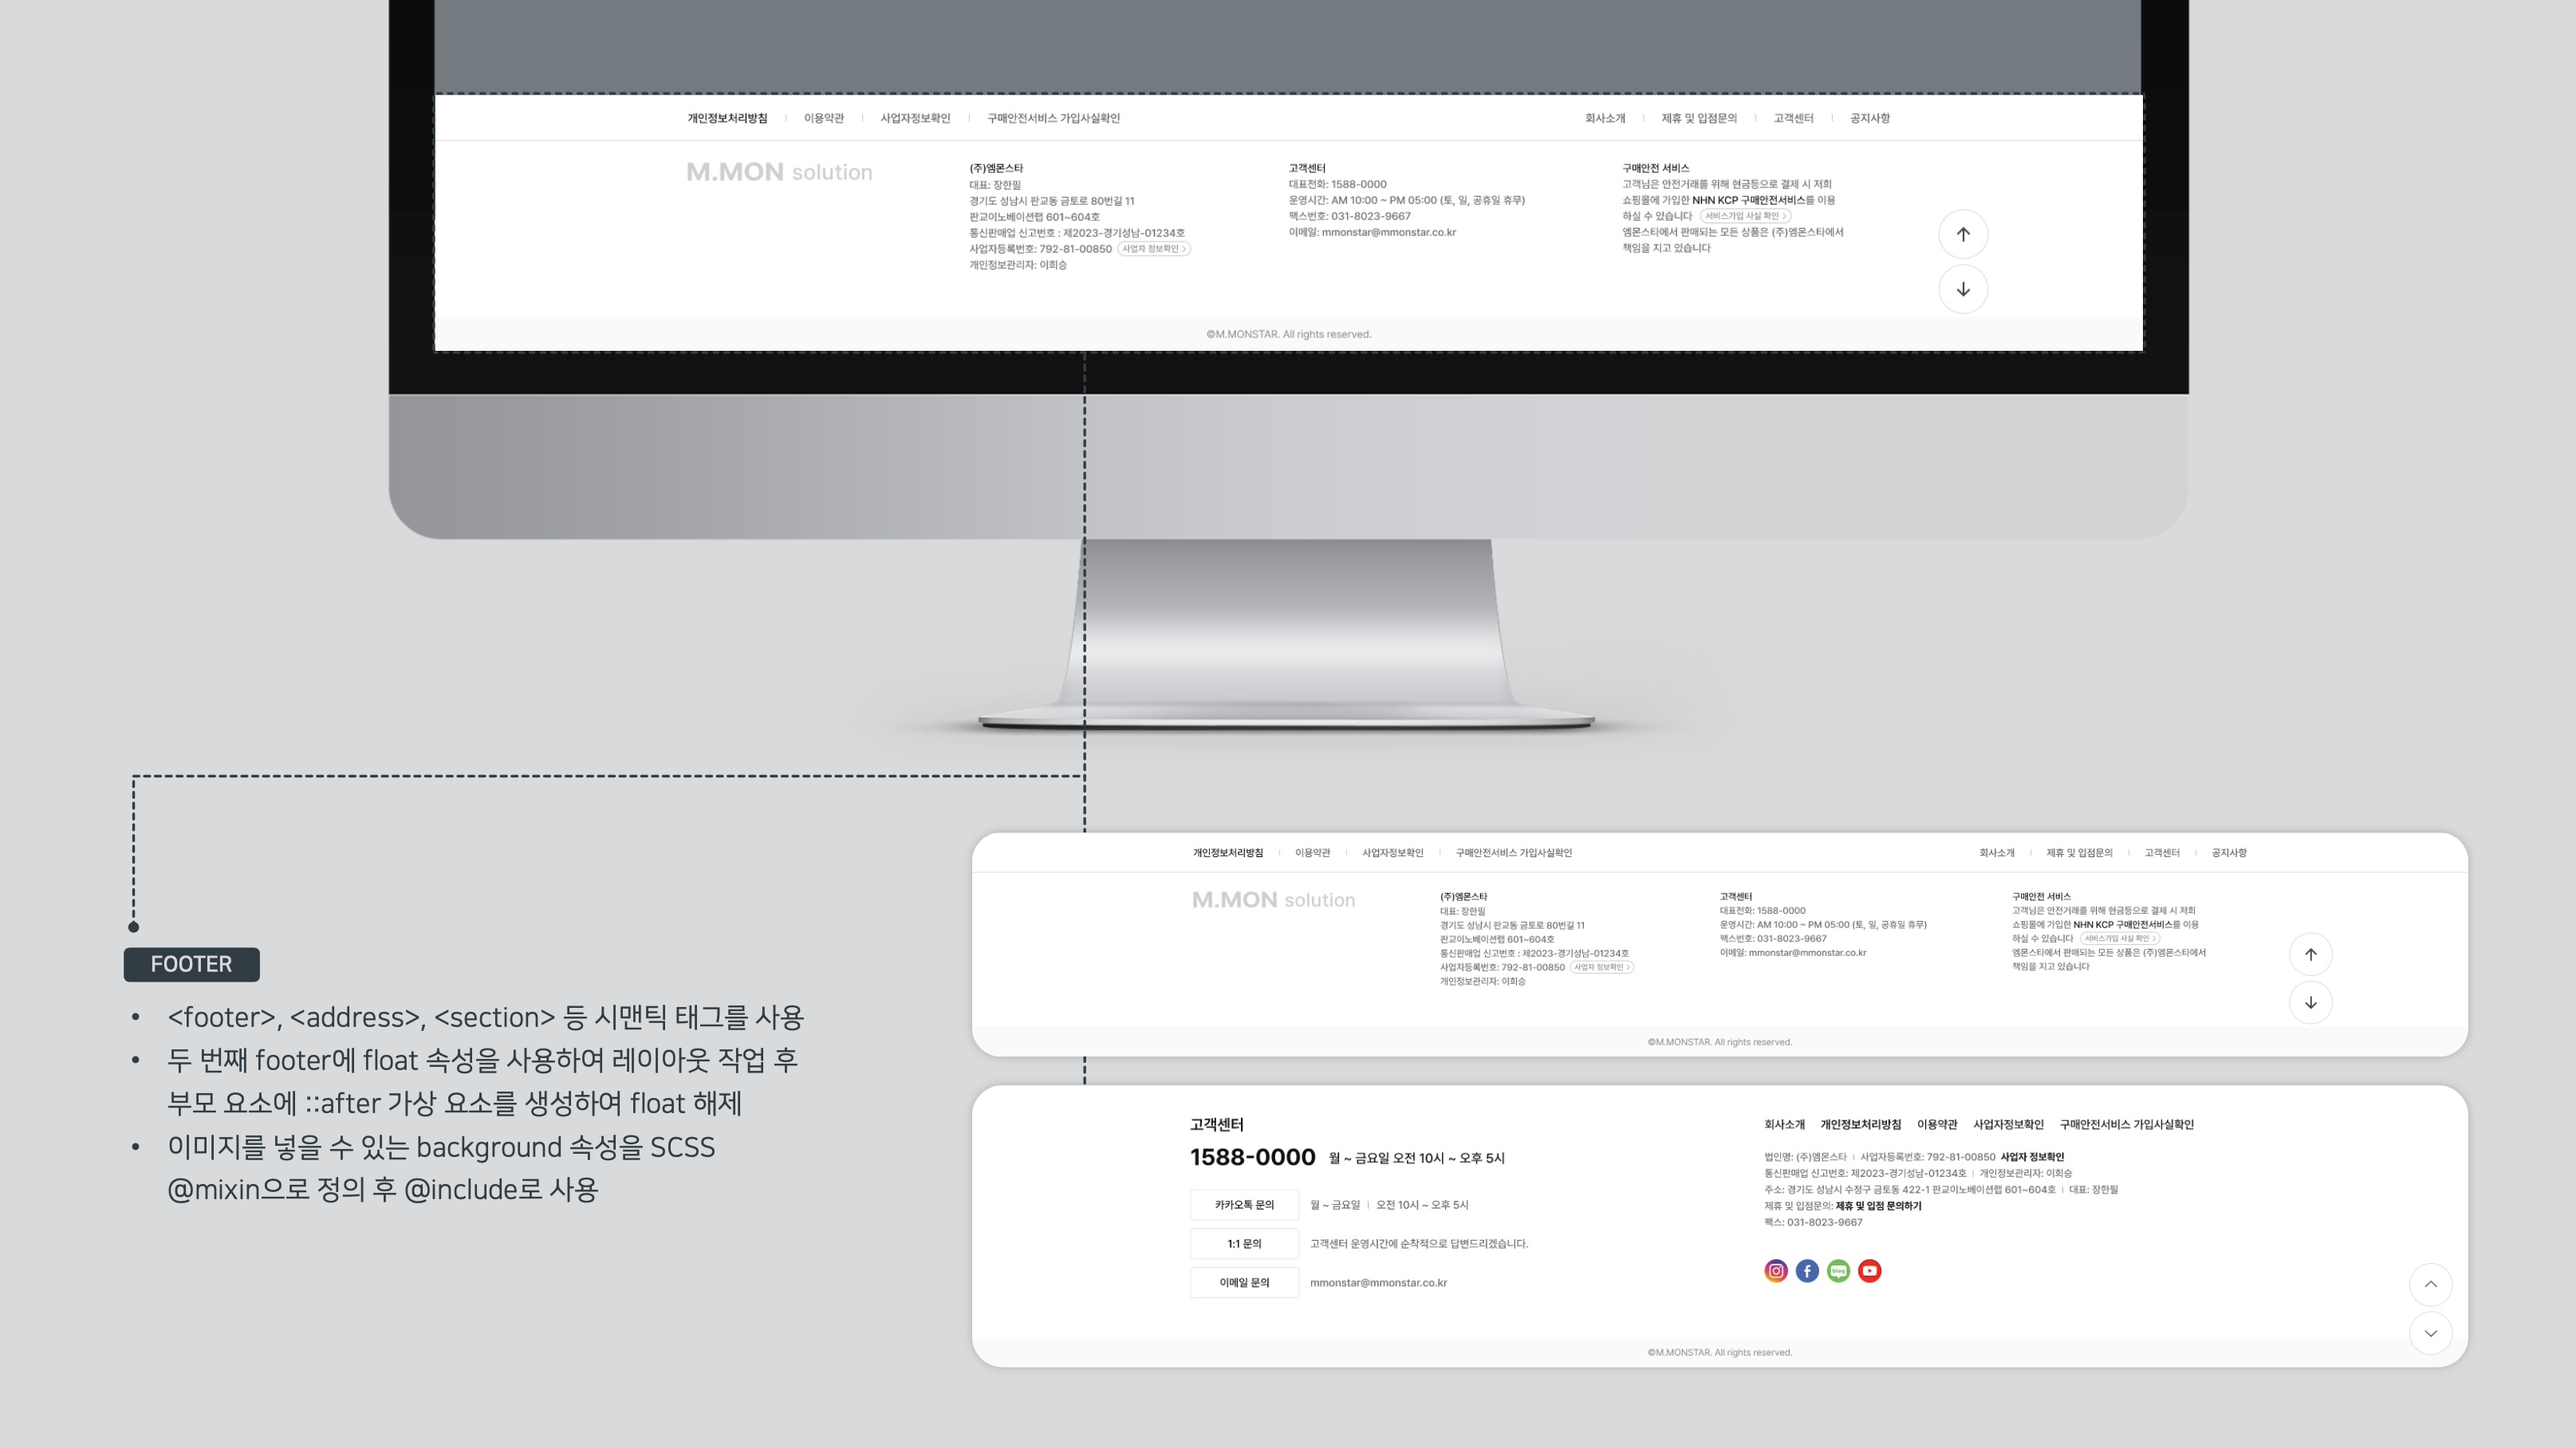 개인정보처리방침 이용약관 사업자정보확인 구매안전서비스 가입사실확인
회사소개 제휴 및 입점문의 고객센터 공지사항
M.MON solution
(주)엠몬스타
대표: 장한필
경기도 성남시 판교동 금토로 80번길 11
판교이노베이션랩 601~604호
통신판매업 신고번호 : 제2023-경기성남-01234호
사업자등록번호: 792-81-00850 사업자 정보확인 >
개인정보관리자: 이희승
고객센터
대표전화: 1588-0000
운영시간: AM 10:00 ~ PM 05:00 (토, 일, 공휴일 휴무)
팩스번호: 031-8023-9667
이메일: mmonstar@mmonstar.co.kr
구매안전 서비스
고객님은 안전거래를 위해 현금등으로 결제 시 저희
쇼핑몰에 가입한 NHN KCP 구매안전서비스를 이용
하실 수 있습니다 서비스가입 사실 확인 >
엠몬스타에서 판매되는 모든 상품은 (주)엠몬스타에서
책임을 지고 있습니다
©M.MONSTAR. All rights reserved.
FOOTER
• <footer>, <address>, <section> 등 시맨틱 태그를 사용
• 두 번째 footer에 float 속성을 사용하여 레이아웃 작업 후
부모 요소에 ::after 가상 요소를 생성하여 float 해제
• 이미지를 넣을 수 있는 background 속성을 SCSS
@mixin으로 정의 후 @include로 사용
개인정보처리방침 이용약관 사업자정보확인 구매안전서비스 가입사실확인
회사소개 제휴 및 입점문의 고객센터 공지사항
M.MON solution
(주)엠몬스타
대표: 장한필
경기도 성남시 판교동 금토로 80번길 11
판교이노베이션랩 601~604호
통신판매업 신고번호 : 제2023-경기성남-01234호
사업자등록번호: 792-81-00850 사업자 정보확인 >
개인정보관리자: 이희승
고객센터
대표전화: 1588-0000
운영시간: AM 10:00 ~ PM 05:00 (토, 일, 공휴일 휴무)
팩스번호: 031-8023-9667
이메일: mmonstar@mmonstar.co.kr
구매안전 서비스
고객님은 안전거래를 위해 현금등으로 결제 시 저희
쇼핑몰에 가입한 NHN KCP 구매안전서비스를 이용
하실 수 있습니다 서비스가입 사실 확인 >
엠몬스타에서 판매되는 모든 상품은 (주)엠몬스타에서
책임을 지고 있습니다
©M.MONSTAR. All rights reserved.
고객센터
1588-0000 월 ~ 금요일 오전 10시 ~ 오후 5시
카카오톡 문의 월 ~ 금요일 | 오전 10시 ~ 오후 5시
1:1 문의 고객센터 운영시간에 순착적으로 답변드리겠습니다.
이메일 문의 mmonstar@mmonstar.co.kr
회사소개 개인정보처리방침 이용약관 사업자정보확인 구매안전서비스 가입사실확인
법인명: (주)엠몬스타 | 사업자등록번호: 792-81-00850 사업자 정보확인
통신판매업 신고번호: 제2023-경기성남-01234호 | 개인정보관리자: 이희승
주소: 경기도 성남시 수정구 금토동 422-1 판교이노베이션랩 601~604호 | 대표: 장한필
제휴 및 입점문의: 제휴 및 입점 문의하기
팩스: 031-8023-9667
blog
©M.MONSTAR. All rights reserved.